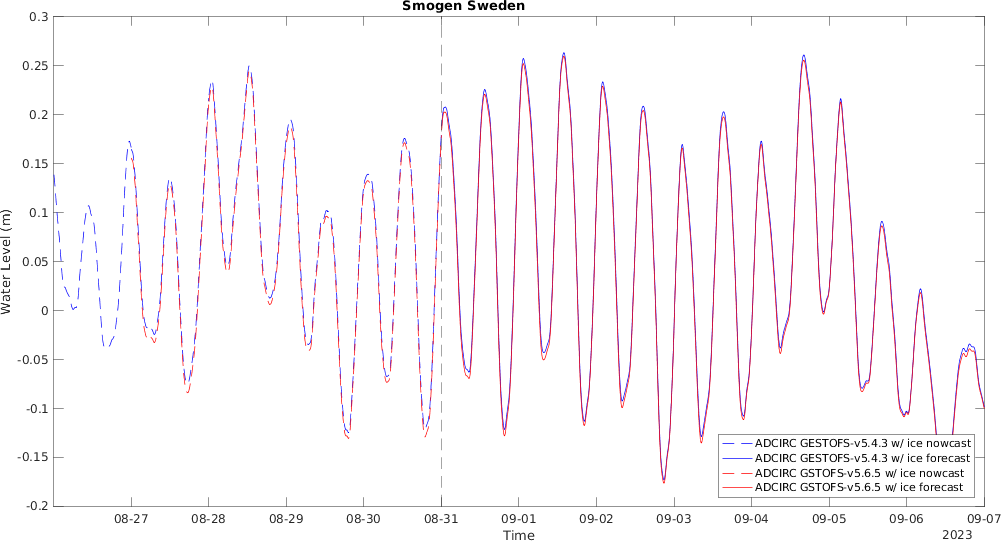 Smogen Sweden
0.3
0.25
0.2
0.15
0.1
0.05
0
-0.05
-0.1
-0.15
-0.2
Water Level (m)
ADCIRC GESTOFS-v5.4.3 w/ ice nowcast
ADCIRC GESTOFS-v5.4.3 w/ ice forecast
ADCIRC GSTOFS-v5.6.5 w/ ice nowcast
ADCIRC GSTOFS-v5.6.5 w/ ice forecast
08-27 08-28 08-29 08-30 08-31 09-01 09-02 09-03 09-04 09-05 09-06 09-07
Time
2023